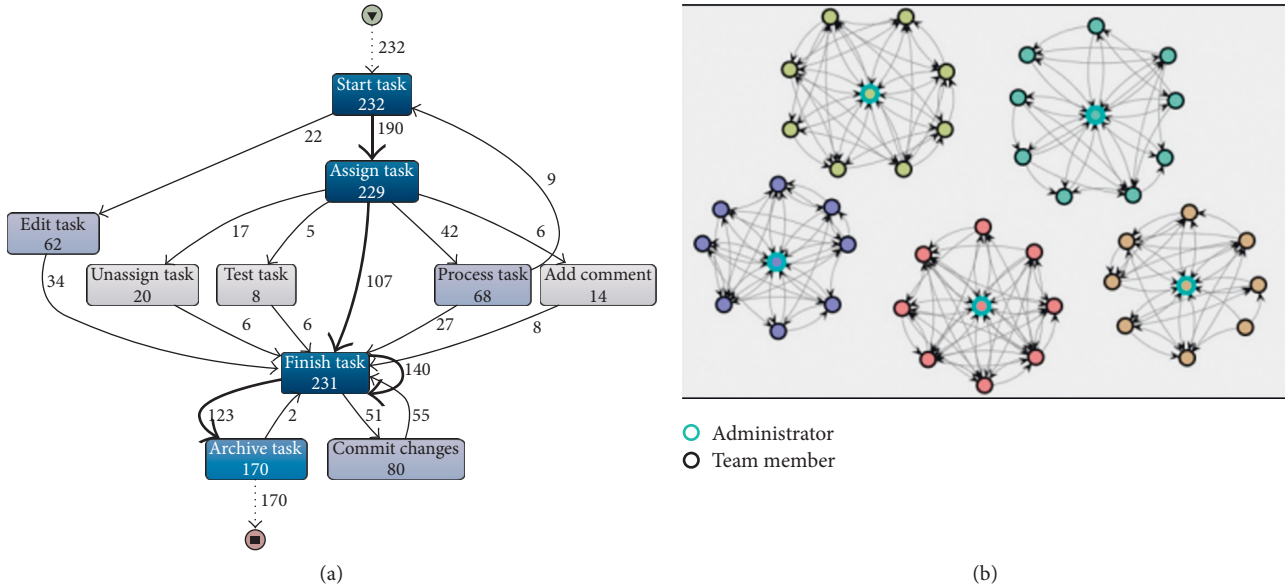 232
Start task
232
22
190
Assign task
229
9
Edit task
62
17
5
42
6
34
Unassign task
20
Test task
8
107
Process task
68
Add comment
14
6
6
27
8
Finish task
231
140
123
2
51
55
Archive task
170
Commit changes
80
170
(a)
Administrator
Team member
(b)